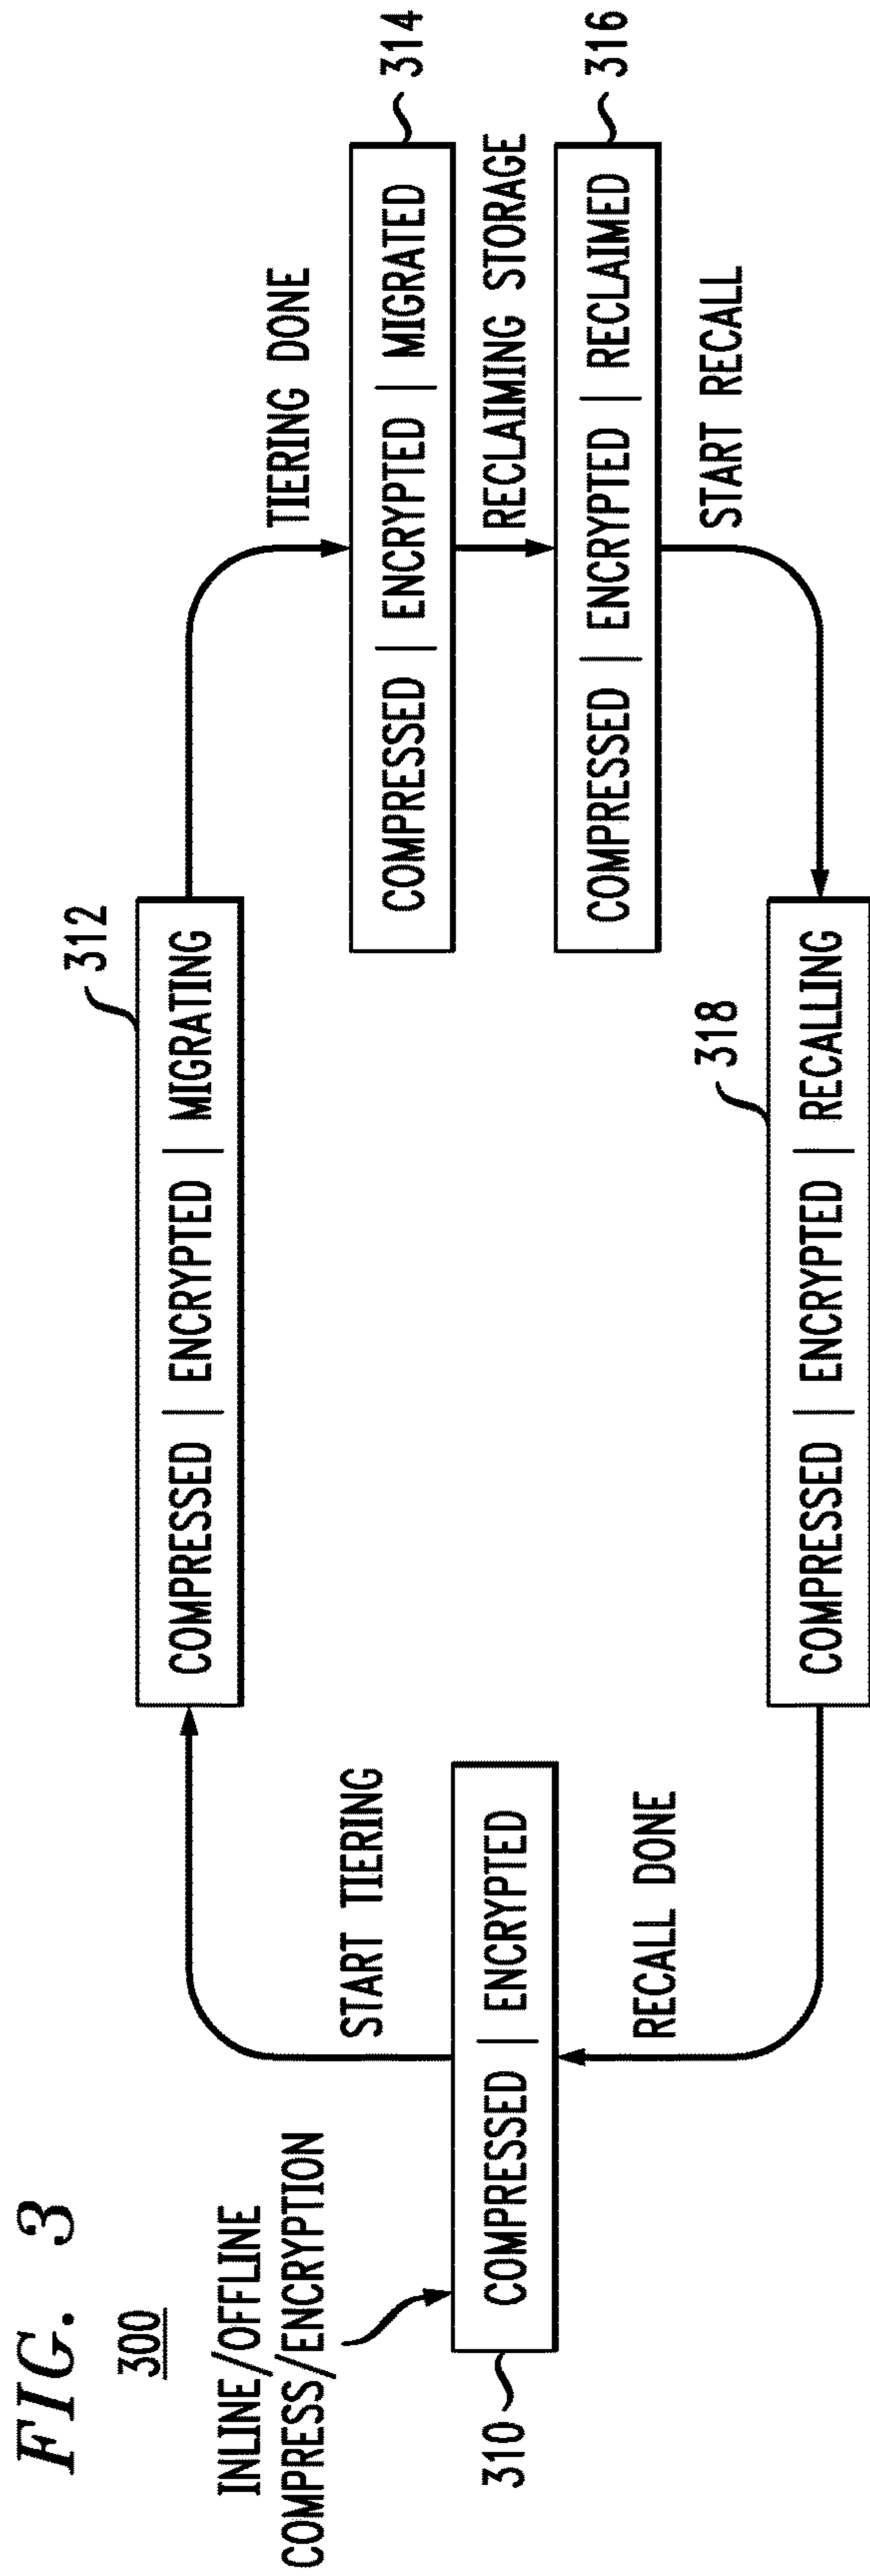 FIG. 3
300
INLINE/OFFLINE
COMPRESS/ENCRYPTION
310
COMPRESSED | ENCRYPTED
START TIERING
312
COMPRESSED | ENCRYPTED | MIGRATING
TIERING DONE
314
COMPRESSED | ENCRYPTED | MIGRATED
RECLAIMING STORAGE
316
COMPRESSED | ENCRYPTED | RECLAIMED
START RECALL
318
COMPRESSED | ENCRYPTED | RECALLING
RECALL DONE